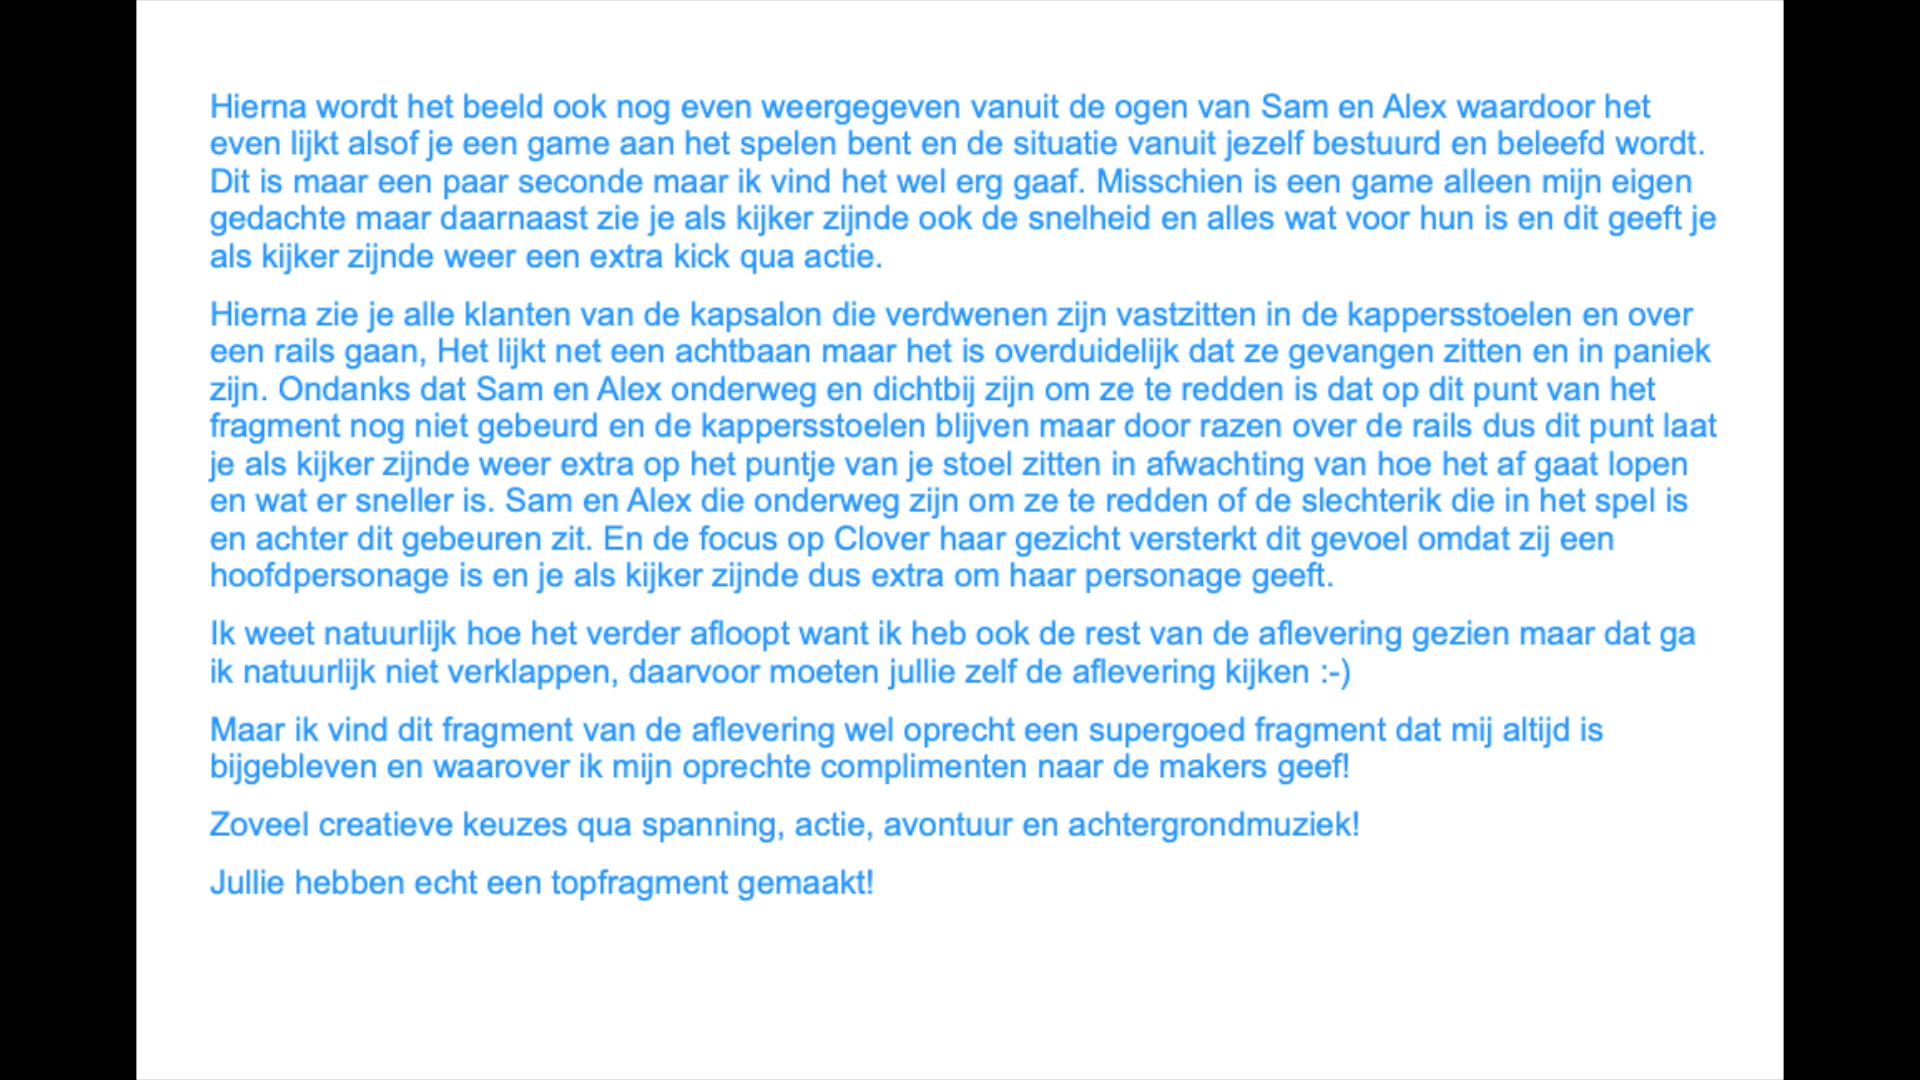 Hierna wordt het beeld ook nog even weergegeven vanuit de ogen van Sam en Alex waardoor het
even lijkt alsof je een game aan het spelen bent en de situatie vanuit jezelf bestuurd en beleefd wordt.
Dit is maar een paar seconde maar ik vind het wel erg gaaf. Misschien is een game alleen mijn eigen
gedachte maar daarnaast zie je als kijker zijnde ook de snelheid en alles wat voor hun is en dit geeft je
als kijker zijnde weer een extra kick qua actie.
Hierna zie je alle klanten van de kapsalon die verdwenen zijn vastzitten in de kappersstoelen en over
een rails gaan, Het lijkt net een achtbaan maar het is overduidelijk dat ze gevangen zitten en in paniek
zijn. Ondanks dat Sam en Alex onderweg en dichtbij zijn om ze te redden is dat op dit punt van het
fragment nog niet gebeurd en de kappersstoelen blijven maar door razen over de rails dus dit punt laat
je als kijker zijnde weer extra op het puntje van je stoel zitten in afwachting van hoe het af gaat lopen
en wat er sneller is. Sam en Alex die onderweg zijn om ze te redden of de slechterik die in het spel is
en achter dit gebeuren zit. En de focus op Clover haar gezicht versterkt dit gevoel omdat zij een
hoofdpersonage is en je als kijker zijnde dus extra om haar personage geeft.
Ik weet natuurlijk hoe het verder afloopt want ik heb ook de rest van de aflevering gezien maar dat ga
ik natuurlijk niet verklappen, daarvoor moeten jullie zelf de aflevering kijken :-)
Maar ik vind dit fragment van de aflevering wel oprecht een supergoed fragment dat mij altijd is
bijgebleven en waarover ik mijn oprechte complimenten naar de makers geef!
Zoveel creatieve keuzes qua spanning, actie, avontuur en achtergrondmuziek!
Jullie hebben echt een topfragment gemaakt!